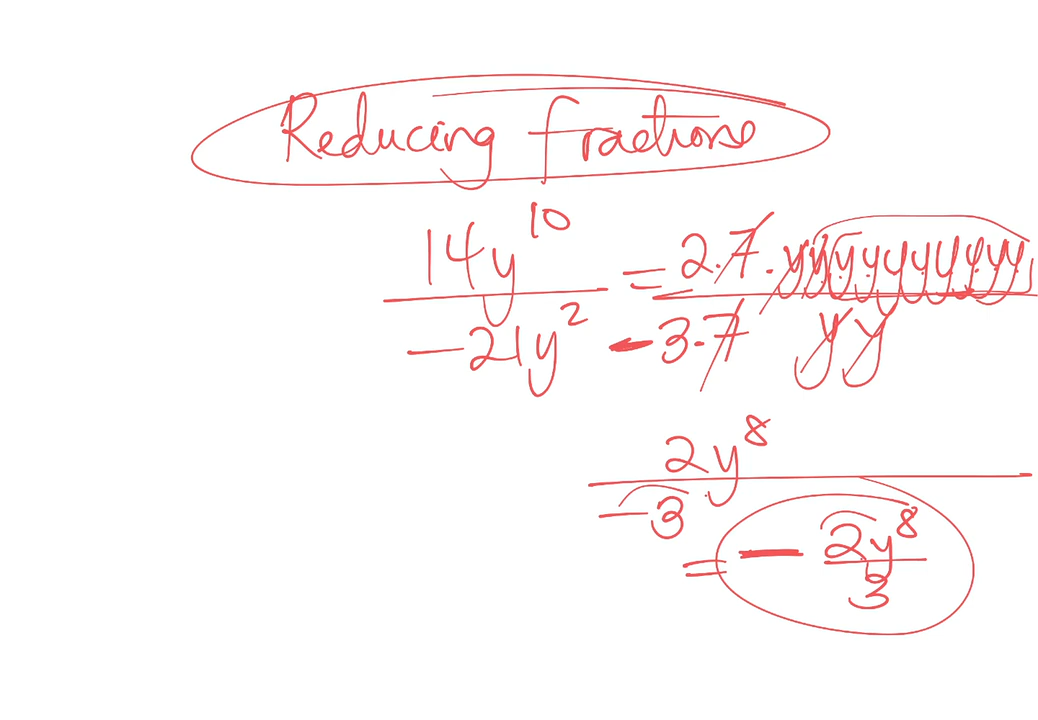 Reducing fractions
14y^10 / -21y^2 = 2.7.yyyyyyyyyy / -3.7 yy
2y^8 / -3
= - 2y^8 / 3